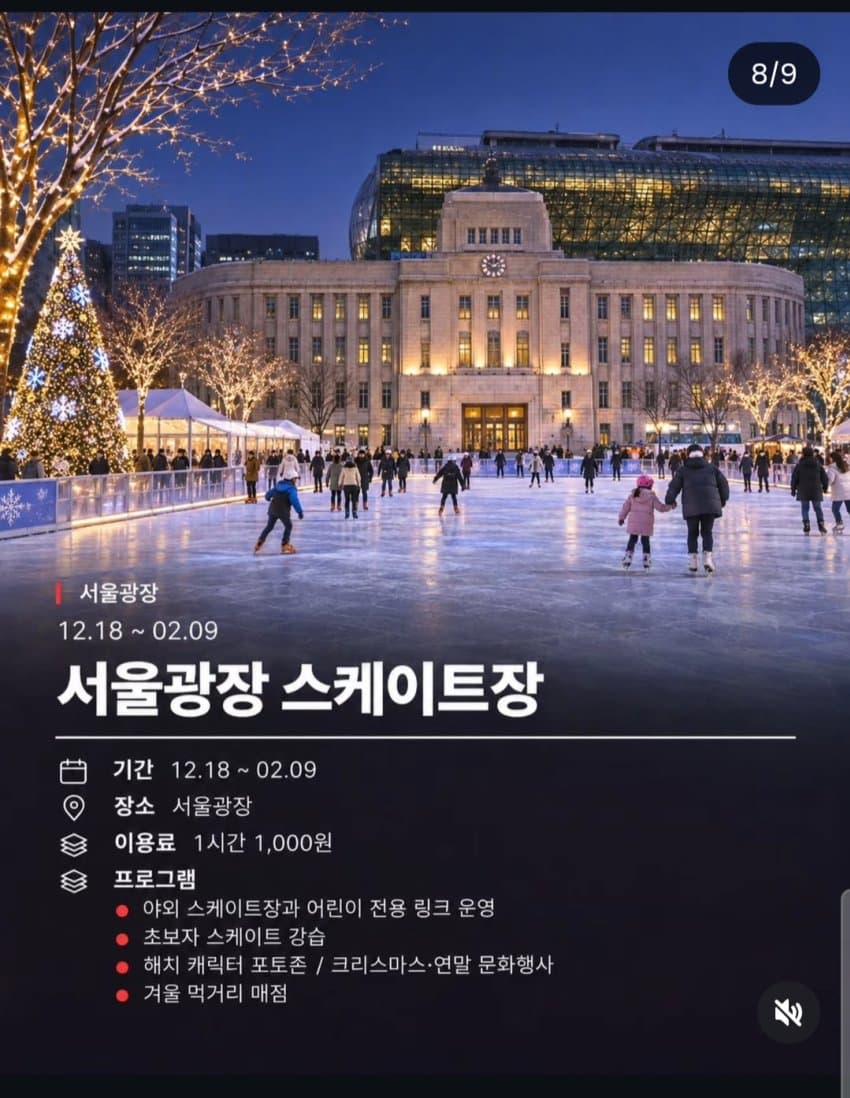 8/9
서울광장
12.18 ~ 02.09
서울광장 스케이트장
기간 12.18 ~ 02.09
장소 서울광장
이용료 1시간 1,000원
프로그램
야외 스케이트장과 어린이 전용 링크 운영
초보자 스케이트 강습
해치 캐릭터 포토존 / 크리스마스·연말 문화행사
겨울 먹거리 매점